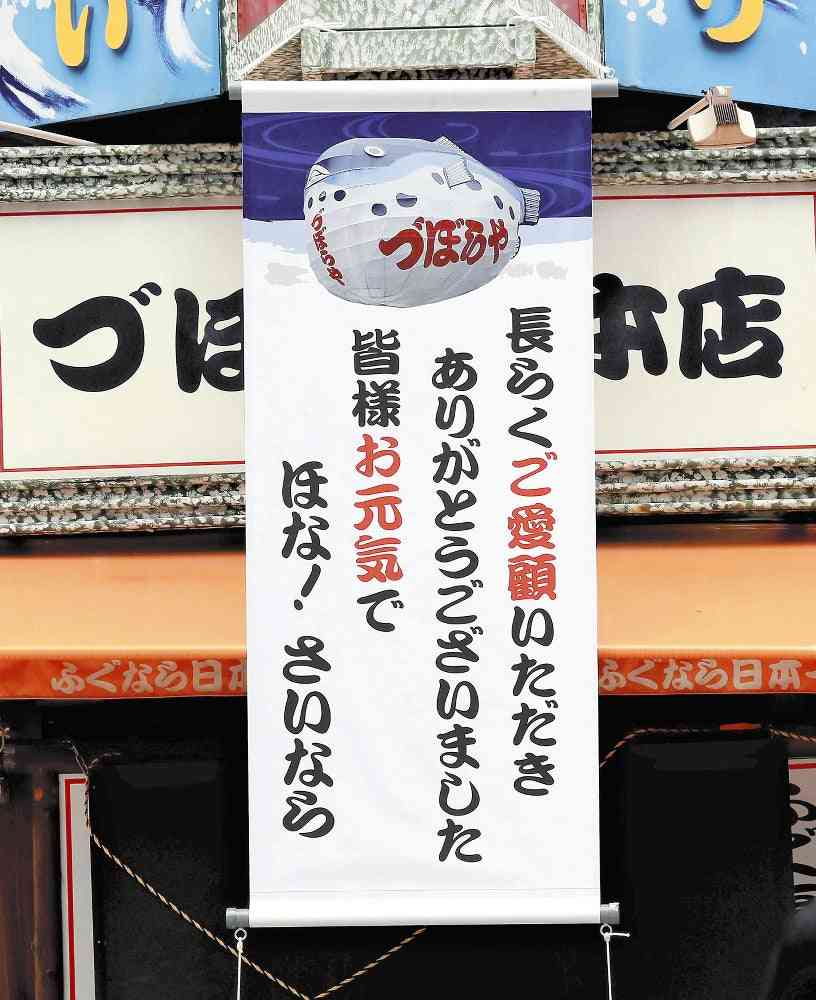 い
り
づぼらや
づぼらや
長らくご愛顧いただき
ありがとうございました
皆様お元気で
ほな！さいなら
づぼ
本店
ふぐなら日本
ふぐなら日本一